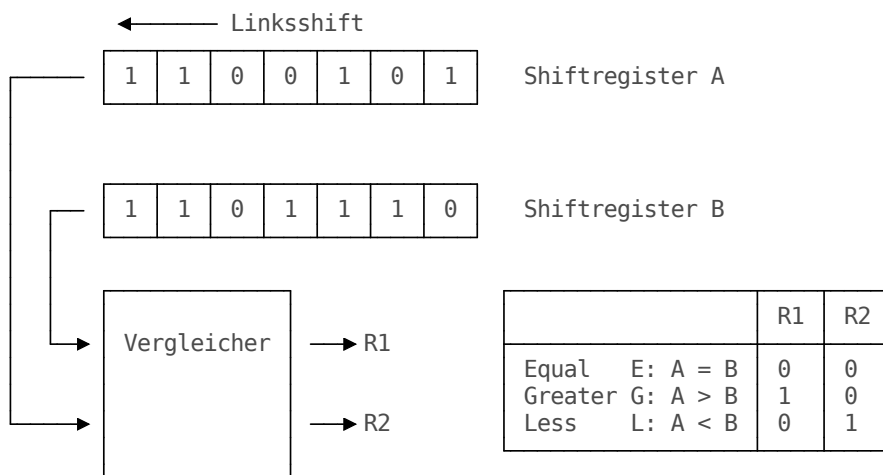 Linksshift
1 1 0 0 1 0 1 Shiftregister A
1 1 0 1 1 1 0 Shiftregister B
R1 R2
Vergleicher R1
Equal E: A = B 0 0
Greater G: A > B 1 0
R2 Less L: A < B 0 1